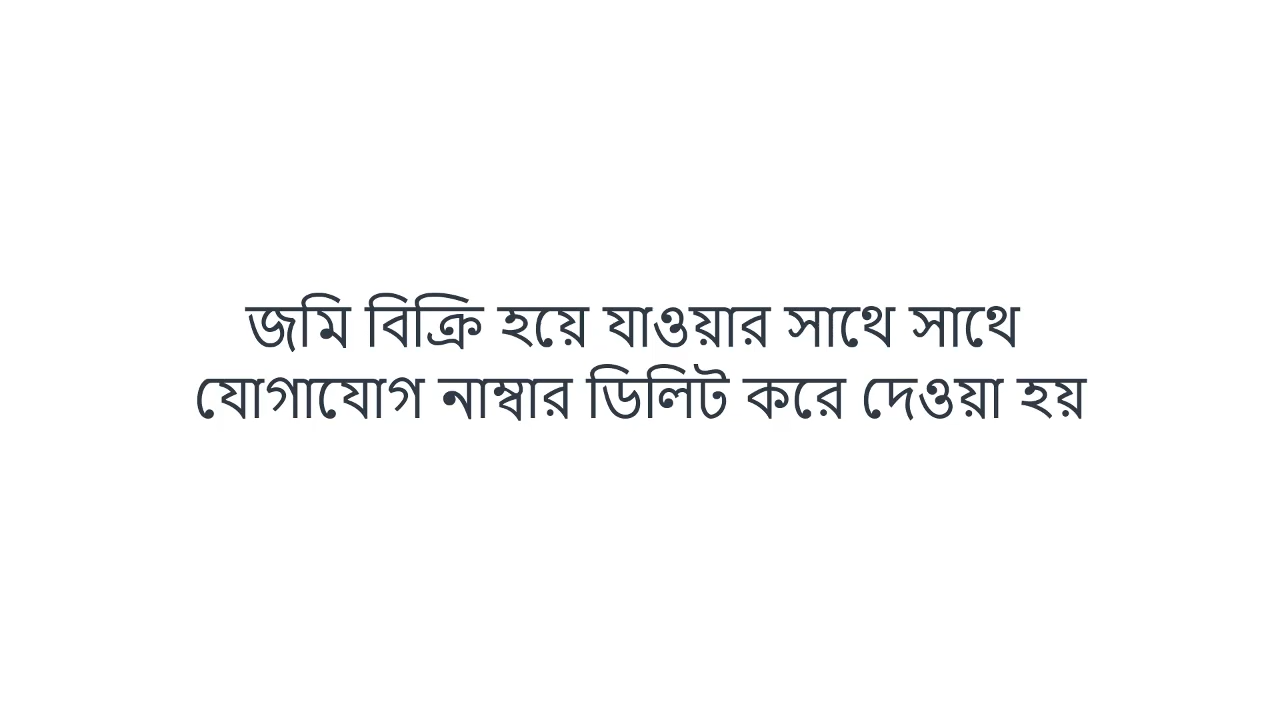 জমি বিক্রি হয়ে যাওয়ার সাথে সাথে
যোগাযোগ নাম্বার ডিলিট করে দেওয়া হয়